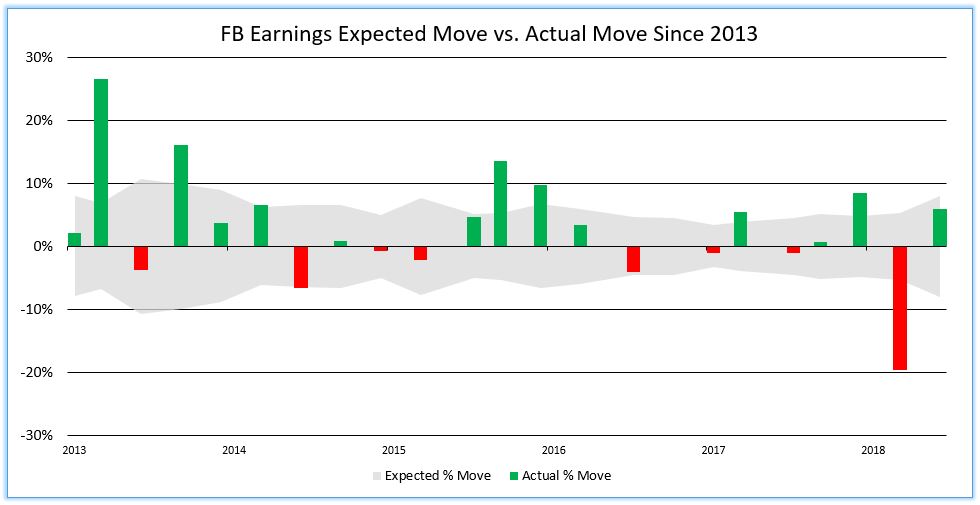 FB Earnings Expected Move vs. Actual Move Since 2013
30%
20%
10%
0%
-10%
-20%
-30%
2013 2014 2015 2016 2017 2018
Expected % Move Actual % Move